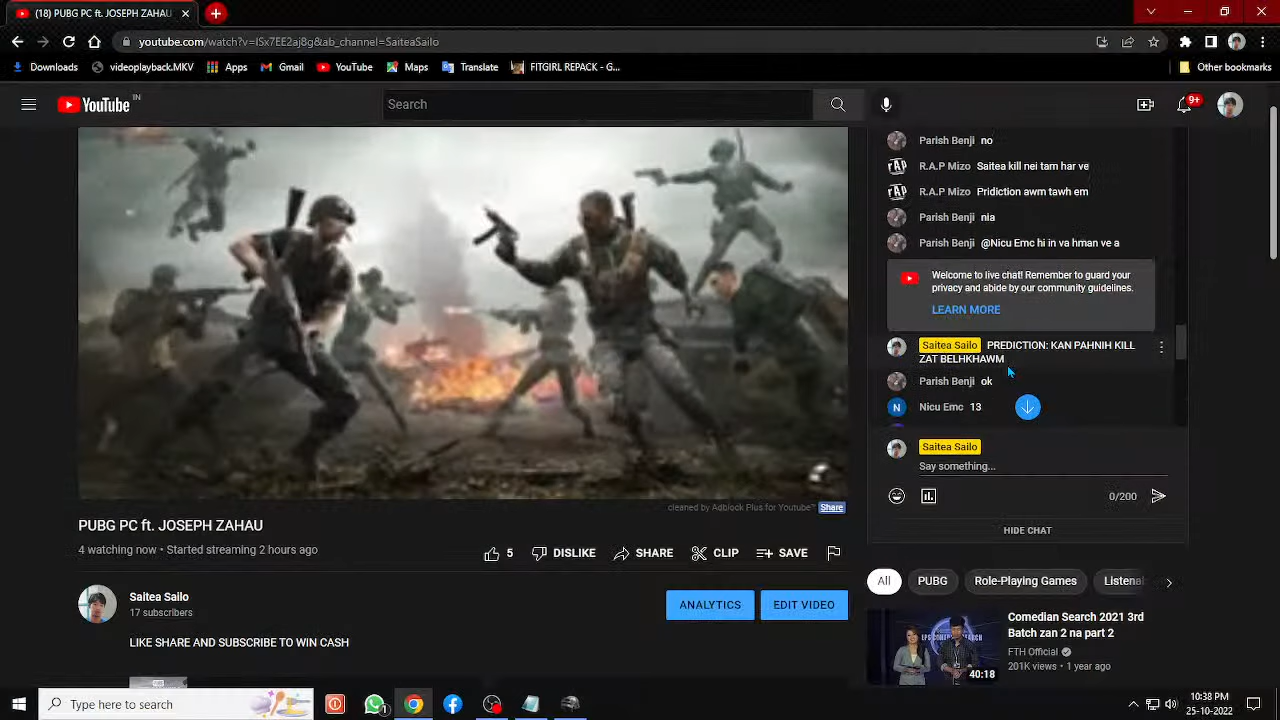 (18) PUBG PC ft. JOSEPH ZAHAU
youtube.com/watch?v=ISx7EE2aj8g&ab_channel=SaiteaSailo
Downloads
videoplayback.MKV
Apps
Gmail
YouTube
Maps
Translate
FITGIRL REPACK - G...
Other bookmarks
YouTube IN
Search
9+
Parish Benji no
R.A.P Mizo Saitea kill nei tam har ve
R.A.P Mizo Pridiction awm tawh em
Parish Benji nia
Parish Benji @Nicu Emc hi in va hman ve a
Welcome to live chat! Remember to guard your
privacy and abide by our community guidelines.
LEARN MORE
Saitea Sailo PREDICTION: KAN PAHNIH KILL
ZAT BELHKHAWM
Parish Benji ok
N Nicu Emc 13
Saitea Sailo
Say something...
0/200
HIDE CHAT
cleaned by Adblock Plus for Youtube™ Share
PUBG PC ft. JOSEPH ZAHAU
4 watching now • Started streaming 2 hours ago
5 DISLIKE SHARE CLIP SAVE
Saitea Sailo
17 subscribers
ANALYTICS EDIT VIDEO
LIKE SHARE AND SUBSCRIBE TO WIN CASH
All PUBG Role-Playing Games Listenab
Comedian Search 2021 3rd
Batch zan 2 na part 2
FTH Official
201K views • 1 year ago
40:18
Type here to search
10:38 PM
25-10-2022